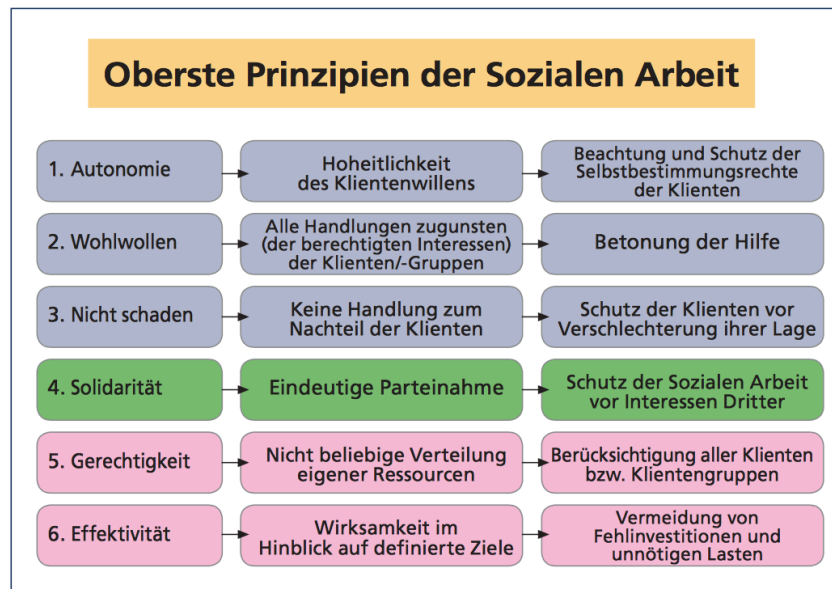 Oberste Prinzipien der Sozialen Arbeit
1. Autonomie
Hoheitlichkeit
des Klientenwillens
Beachtung und Schutz der
Selbstbestimmungsrechte
der Klienten
2. Wohlwollen
Alle Handlungen zugunsten
(der berechtigten Interessen)
der Klienten/-Gruppen
Betonung der Hilfe
3. Nicht schaden
Keine Handlung zum
Nachteil der Klienten
Schutz der Klienten vor
Verschlechterung ihrer Lage
4. Solidarität
Eindeutige Parteinahme
Schutz der Sozialen Arbeit
vor Interessen Dritter
5. Gerechtigkeit
Nicht beliebige Verteilung
eigener Ressourcen
Berücksichtigung aller Klienten
bzw. Klientengruppen
6. Effektivität
Wirksamkeit im
Hinblick auf definierte Ziele
Vermeidung von
Fehlinvestitionen und
unnötigen Lasten